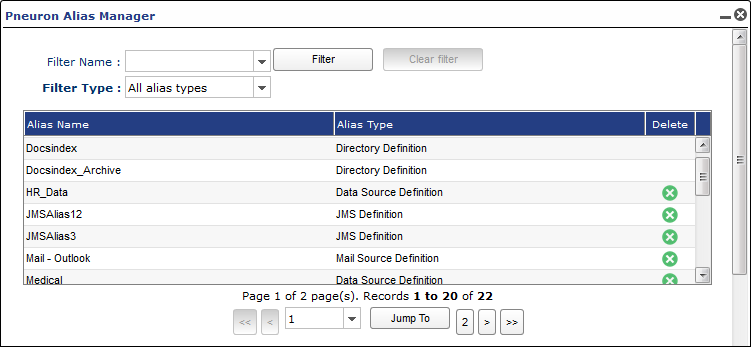 Pneuron Alias Manager
Filter Name : Filter Clear filter
Filter Type : All alias types
Alias Name Alias Type Delete
Docsindex Directory Definition
Docsindex_Archive Directory Definition
HR_Data Data Source Definition
JMSAlias12 JMS Definition
JMSAlias3 JMS Definition
Mail - Outlook Mail Source Definition
Medical Data Source Definition
Page 1 of 2 page(s). Records 1 to 20 of 22
<< < 1 Jump To 2 > >>